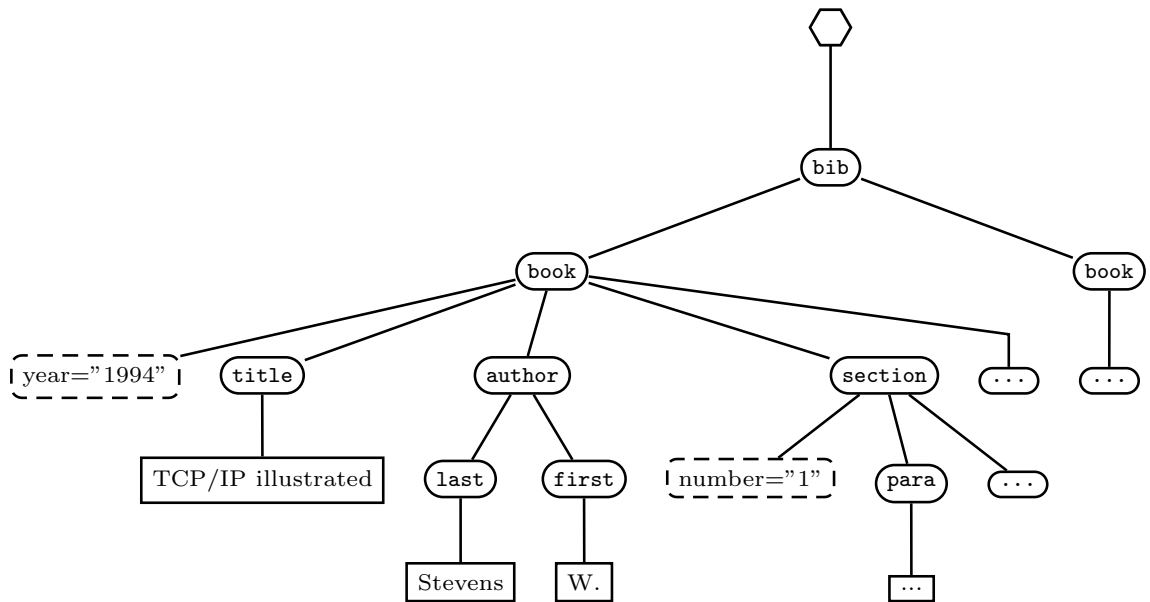 bib
book
book
year="1994"
title
author
section
...
...
TCP/IP illustrated
last
first
number="1"
para
...
Stevens
W.
...